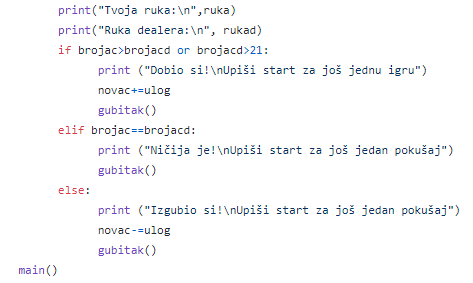 print("Tvoja ruka:\n",ruka)
print("Ruka dealera:\n", rukad)
if brojac>brojacd or brojacd>21:
print ("Dobio si!\nUpiši start za još jednu igru")
novac+=ulog
gubitak()
elif brojac==brojacd:
print ("Ničija je!\nUpiši start za još jedan pokušaj")
gubitak()
else:
print ("Izgubio si!\nUpiši start za još jedan pokušaj")
novac-=ulog
gubitak()
main()